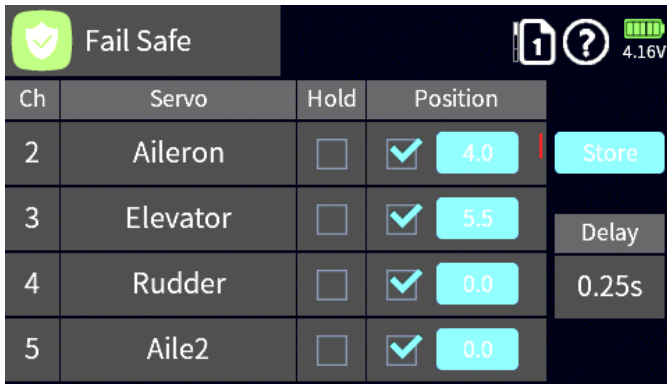 Fail Safe 1 ? 4.16V
Ch Servo Hold Position
2 Aileron 4.0 Store
3 Elevator 5.5 Delay
4 Rudder 0.0 0.25s
5 Aile2 0.0